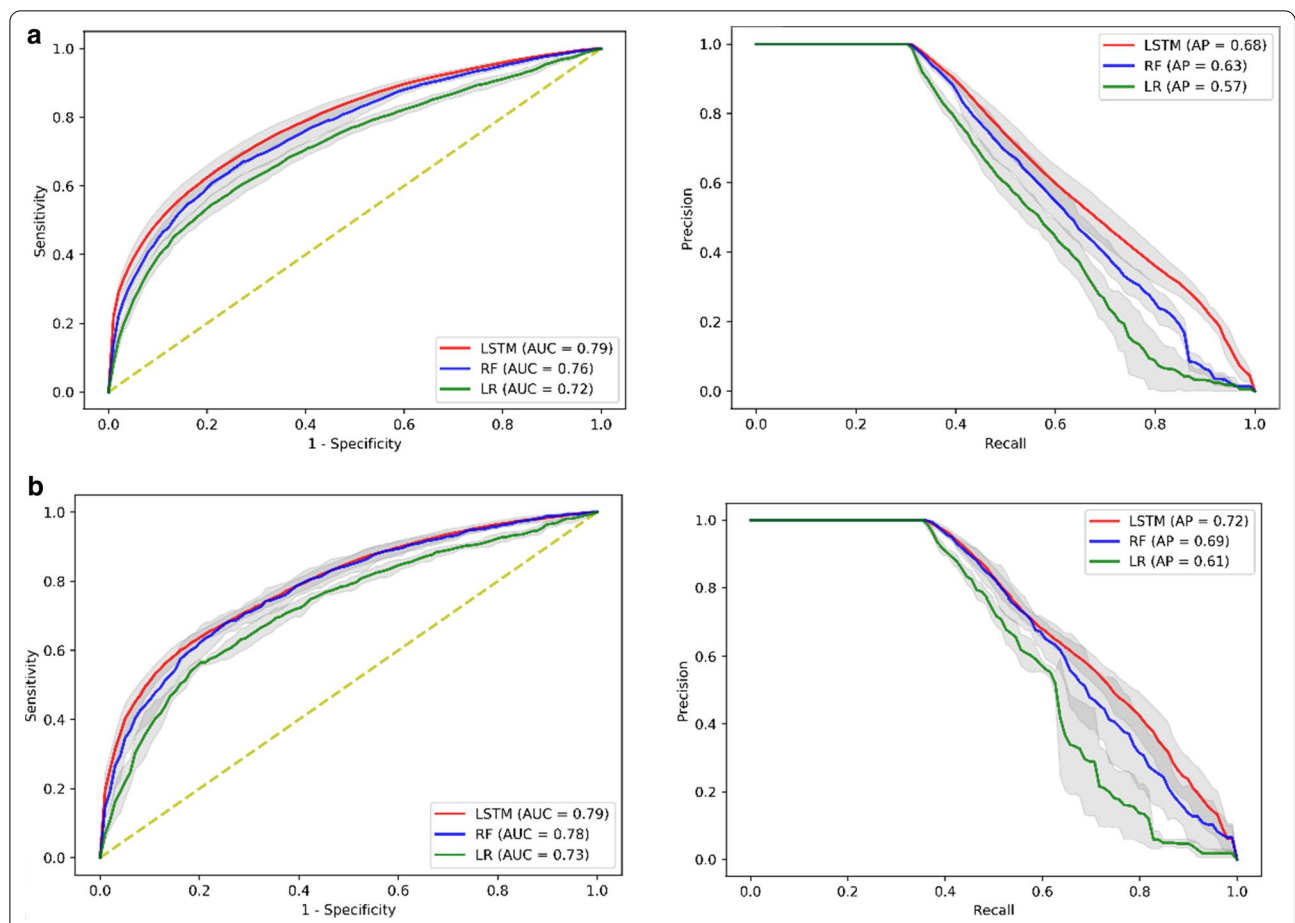 a
1.0
0.8
0.6
0.4
0.2
0.0
Sensitivity
0.0 0.2 0.4 0.6 0.8 1.0
1 - Specificity
LSTM (AUC = 0.79)
RF (AUC = 0.76)
LR (AUC = 0.72)
1.0
0.8
0.6
0.4
0.2
0.0
Precision
0.0 0.2 0.4 0.6 0.8 1.0
Recall
LSTM (AP = 0.68)
RF (AP = 0.63)
LR (AP = 0.57)
b
1.0
0.8
0.6
0.4
0.2
0.0
Sensitivity
0.0 0.2 0.4 0.6 0.8 1.0
1 - Specificity
LSTM (AUC = 0.79)
RF (AUC = 0.78)
LR (AUC = 0.73)
1.0
0.8
0.6
0.4
0.2
0.0
Precision
0.0 0.2 0.4 0.6 0.8 1.0
Recall
LSTM (AP = 0.72)
RF (AP = 0.69)
LR (AP = 0.61)